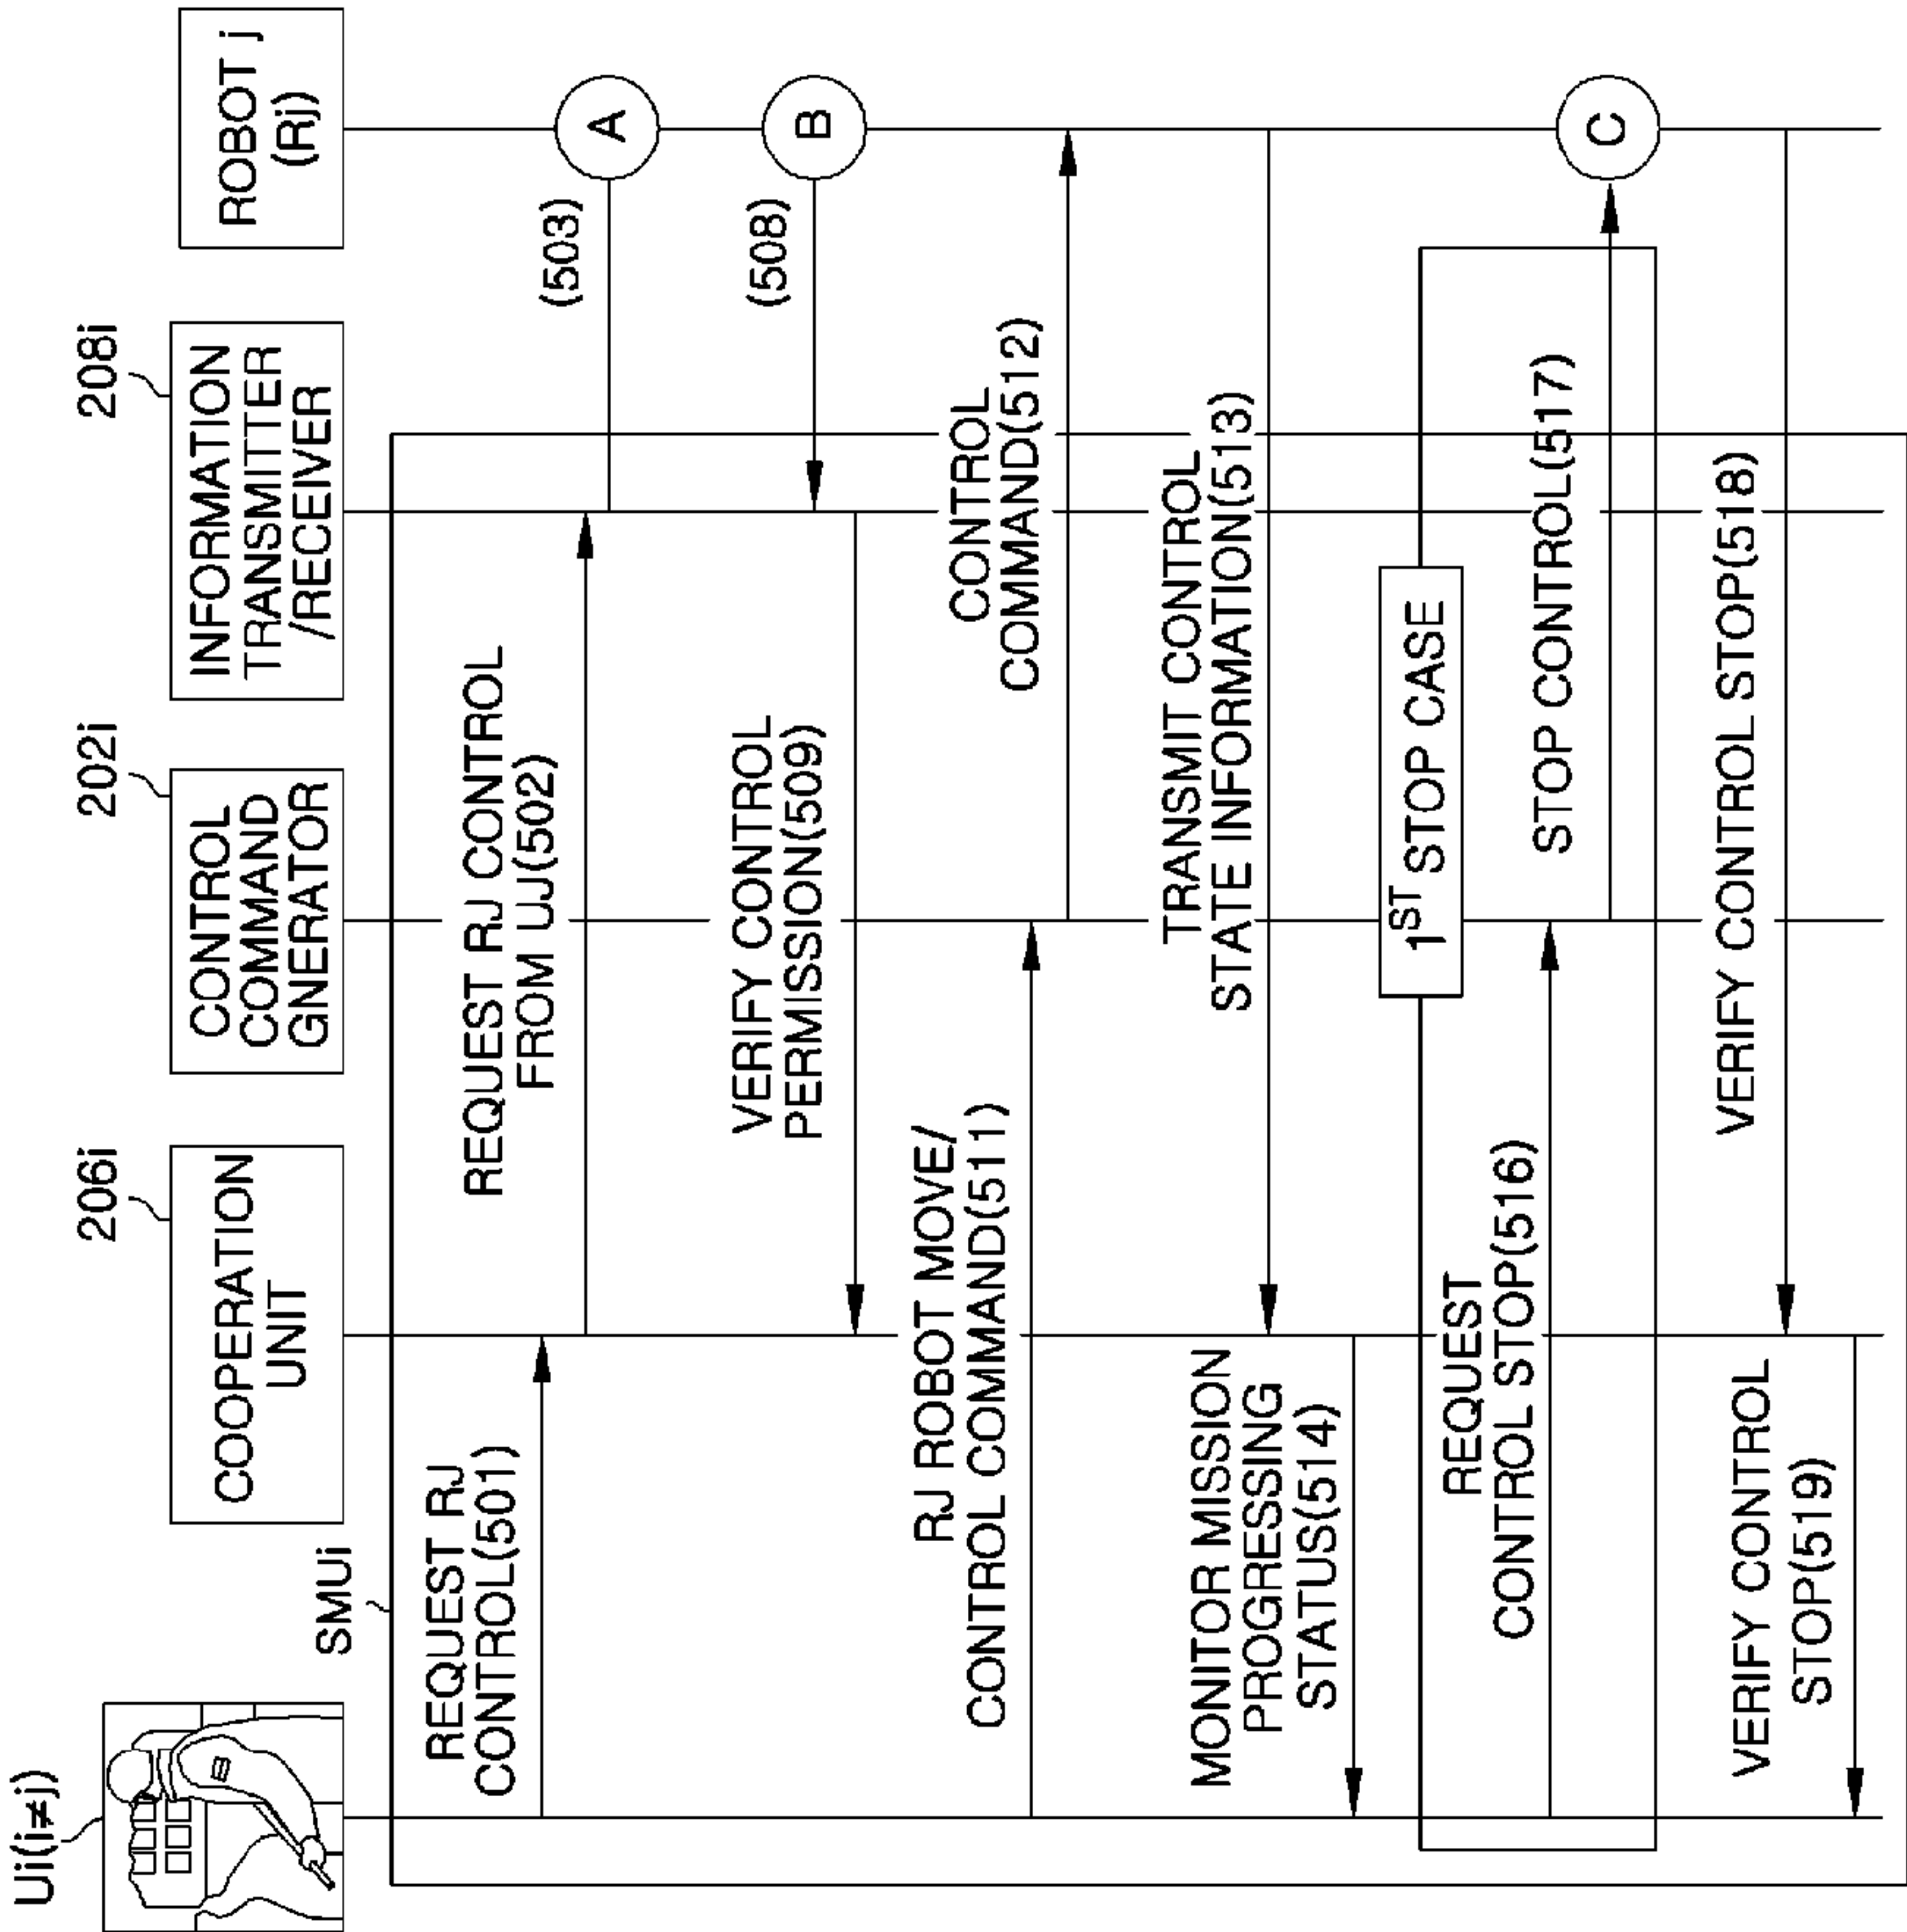 Ui(i≠j)
206i
202i
208i
COOPERATION
UNIT
CONTROL
COMMAND
GNERATOR
INFORMATION
TRANSMITTER
/RECEIVER
ROBOT j
(Rj)
SMUi
REQUEST RJ
CONTROL(501)
REQUEST RJ CONTROL
FROM UJ(502)
(503)
A
VERIFY CONTROL
PERMISSION(509)
(508)
B
RJ ROBOT MOVE/
CONTROL COMMAND(511)
CONTROL
COMMAND(512)
TRANSMIT CONTROL
STATE INFORMATION(513)
MONITOR MISSION
PROGRESSING
STATUS(514)
1ST STOP CASE
REQUEST
CONTROL STOP(516)
STOP CONTROL(517)
C
VERIFY CONTROL STOP(518)
VERIFY CONTROL
STOP(519)